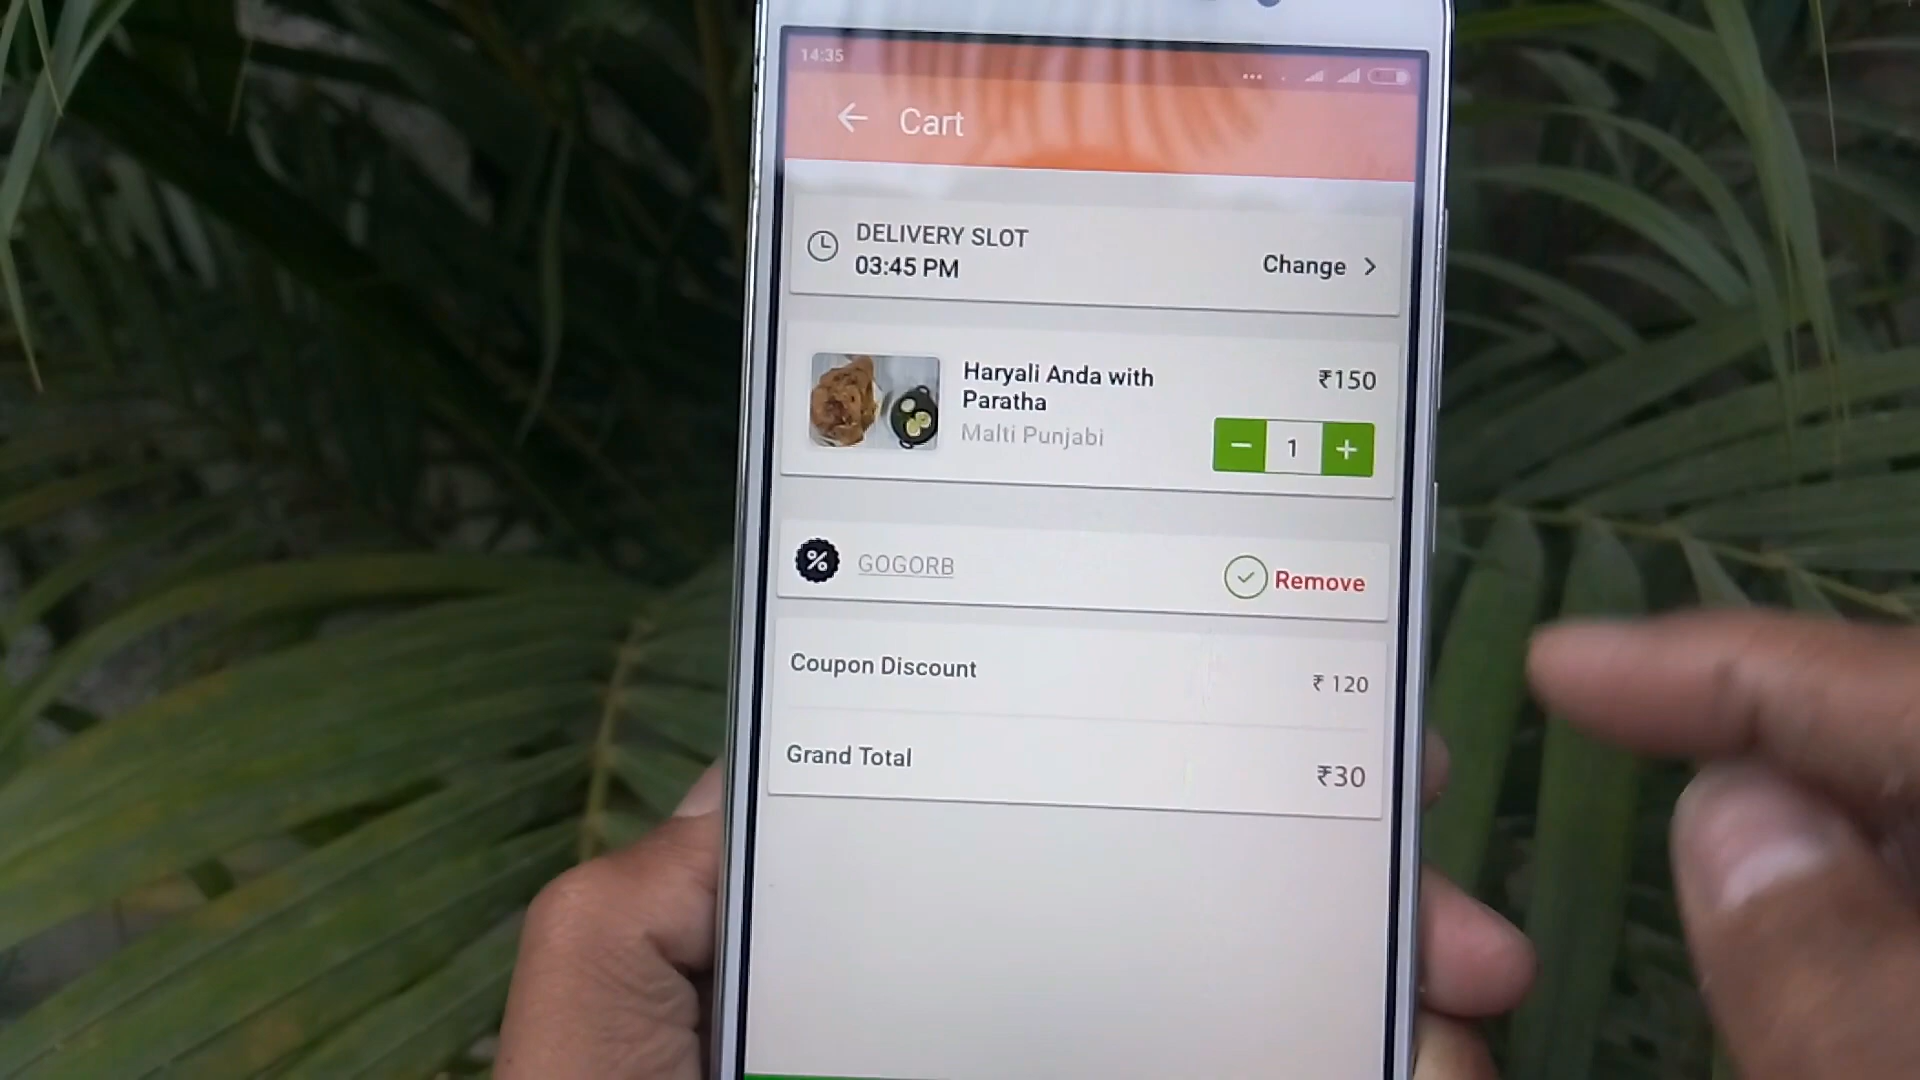 14:35
Cart
DELIVERY SLOT
03:45 PM
Change
Haryali Anda with
Paratha
₹150
Malti Punjabi
1
GOGORB
Remove
Coupon Discount
₹ 120
Grand Total
₹30